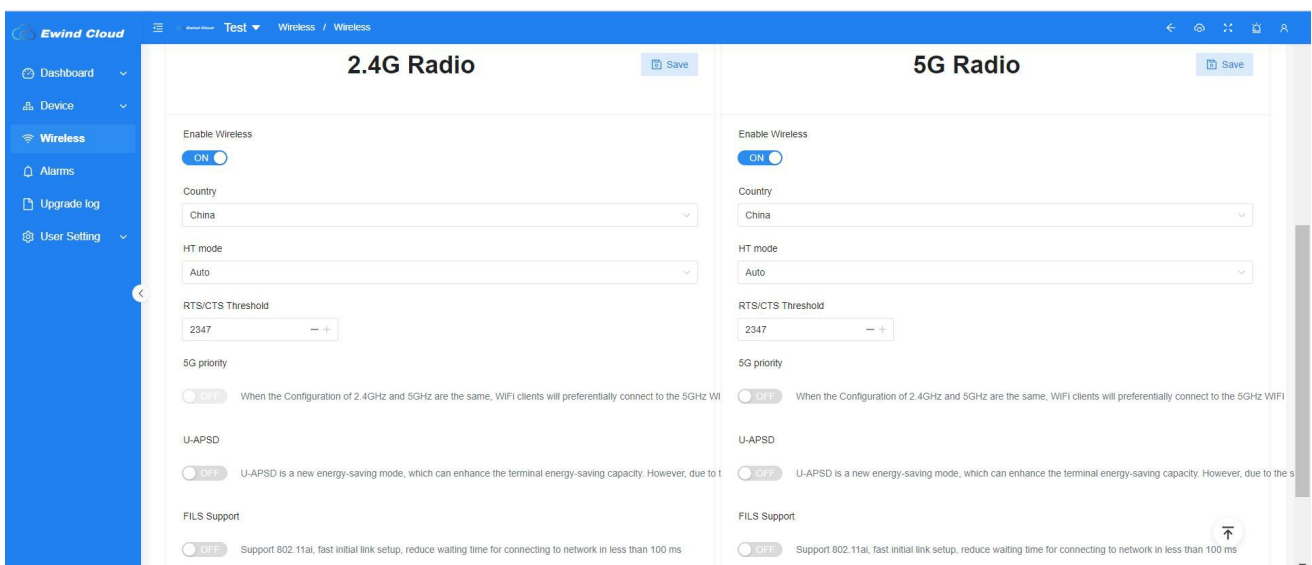 Ewind Cloud
Test
Wireless / Wireless
Dashboard
Device
Wireless
Alarms
Upgrade log
User Setting
2.4G Radio
Save
Enable Wireless
ON
Country
China
HT mode
Auto
RTS/CTS Threshold
2347
5G priority
OFF
When the Configuration of 2.4GHz and 5GHz are the same, WiFi clients will preferentially connect to the 5GHz WI
U-APSD
OFF
U-APSD is a new energy-saving mode, which can enhance the terminal energy-saving capacity. However, due to t
FILS Support
OFF
Support 802.11ai, fast initial link setup, reduce waiting time for connecting to network in less than 100 ms
5G Radio
Save
Enable Wireless
ON
Country
China
HT mode
Auto
RTS/CTS Threshold
2347
5G priority
OFF
When the Configuration of 2.4GHz and 5GHz are the same, WiFi clients will preferentially connect to the 5GHz WIFI
U-APSD
OFF
U-APSD is a new energy-saving mode, which can enhance the terminal energy-saving capacity. However, due to the s
FILS Support
OFF
Support 802.11ai, fast initial link setup, reduce waiting time for connecting to network in less than 100 ms